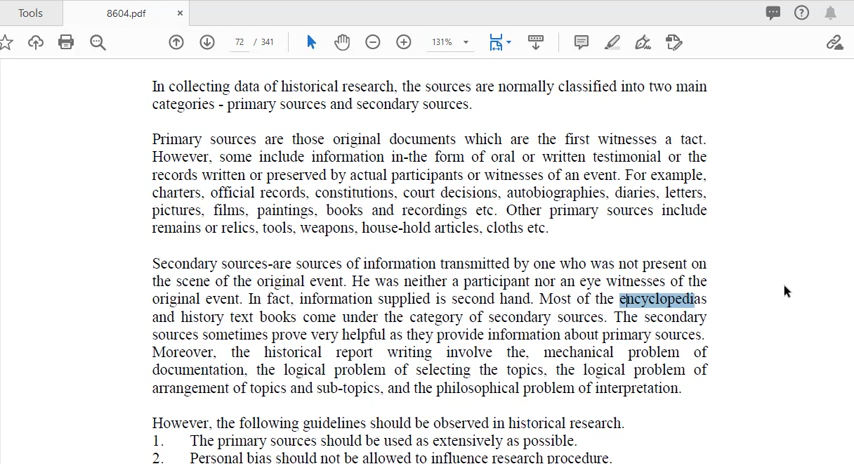 Tools 8604.pdf ×
72 / 341 131%
In collecting data of historical research, the sources are normally classified into two main
categories - primary sources and secondary sources.
Primary sources are those original documents which are the first witnesses a tact.
However, some include information in-the form of oral or written testimonial or the
records written or preserved by actual participants or witnesses of an event. For example,
charters, official records, constitutions, court decisions, autobiographies, diaries, letters,
pictures, films, paintings, books and recordings etc. Other primary sources include
remains or relics, tools, weapons, house-hold articles, cloths etc.
Secondary sources-are sources of information transmitted by one who was not present on
the scene of the original event. He was neither a participant nor an eye witnesses of the
original event. In fact, information supplied is second hand. Most of the encyclopedias
and history text books come under the category of secondary sources. The secondary
sources sometimes prove very helpful as they provide information about primary sources.
Moreover, the historical report writing involve the, mechanical problem of
documentation, the logical problem of selecting the topics, the logical problem of
arrangement of topics and sub-topics, and the philosophical problem of interpretation.
However, the following guidelines should be observed in historical research.
1. The primary sources should be used as extensively as possible.
2. Personal bias should not be allowed to influence research procedure.